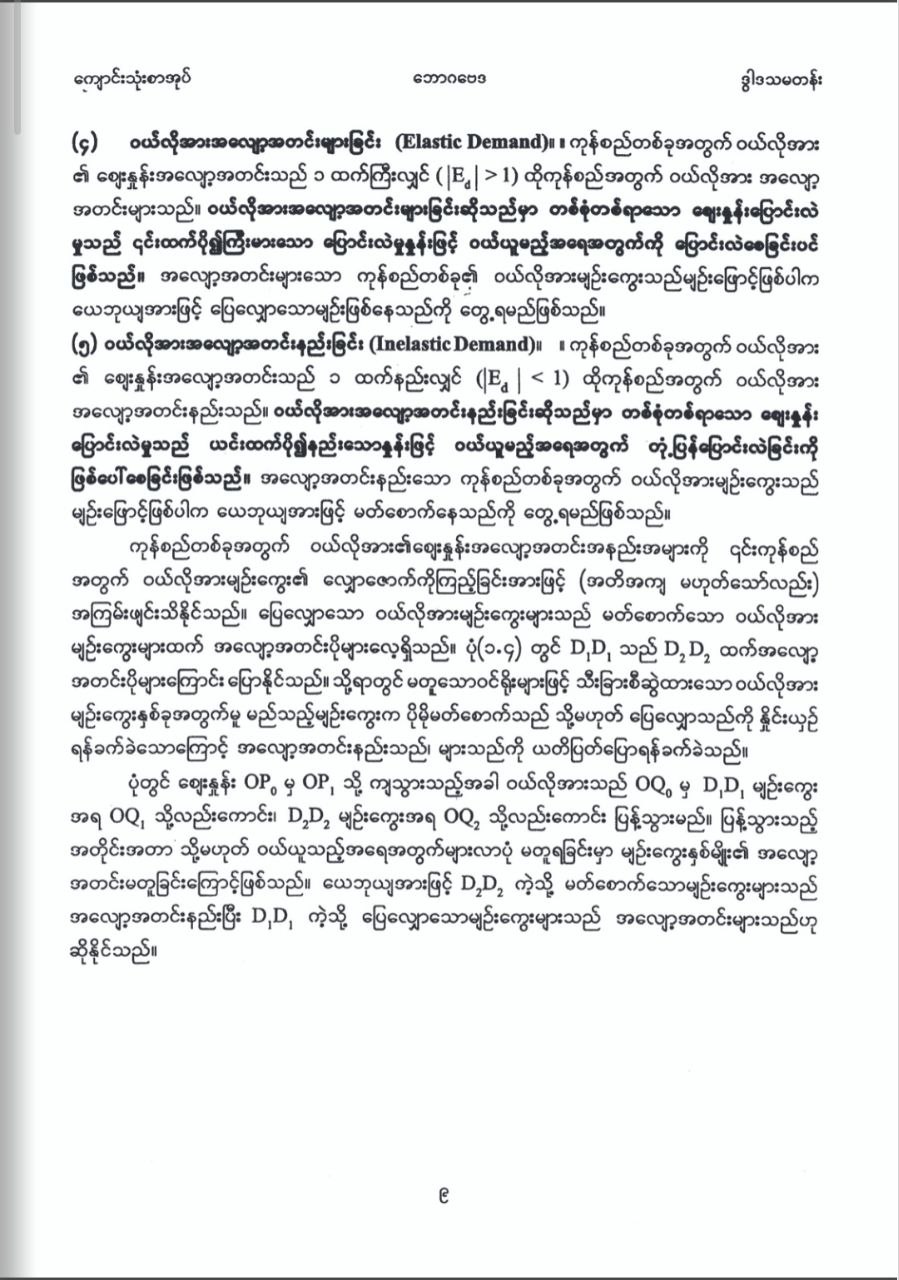 ကျောင်းသုံးစာအုပ် ဘောဂဗေဒ ဒွါဒသမတန်း
(၄) ဝယ်လိုအားအလျော့အတင်းများခြင်း (Elastic Demand)။ ။ ကုန်စည်တစ်ခုအတွက် ဝယ်လိုအား
၏ ဈေးနှုန်းအလျော့အတင်းသည် ၁ ထက်ကြီးလျှင် ( |E_d| > 1) ထိုကုန်စည်အတွက် ဝယ်လိုအား အလျော့
အတင်းများသည်။ ဝယ်လိုအားအလျော့အတင်းများခြင်းဆိုသည်မှာ တစ်စုံတစ်ရာသော ဈေးနှုန်းပြောင်းလဲ
မှုသည် ၎င်းထက်ပို၍ကြီးမားသော ပြောင်းလဲမှုနှုန်းဖြင့် ဝယ်ယူမည့်အရေအတွက်ကို ပြောင်းလဲစေခြင်းပင်
ဖြစ်သည်။ အလျော့အတင်းများသော ကုန်စည်တစ်ခု၏ ဝယ်လိုအားမျဉ်းကွေးသည်မျဉ်းဖြောင့်ဖြစ်ပါက
ယေဘုယျအားဖြင့် ပြေလျှောသောမျဉ်းဖြစ်နေသည်ကို တွေ့ရမည်ဖြစ်သည်။
(၅) ဝယ်လိုအားအလျော့အတင်းနည်းခြင်း (Inelastic Demand)။ ။ ကုန်စည်တစ်ခုအတွက် ဝယ်လိုအား
၏ ဈေးနှုန်းအလျော့အတင်းသည် ၁ ထက်နည်းလျှင် (|E_d| < 1) ထိုကုန်စည်အတွက် ဝယ်လိုအား
အလျော့အတင်းနည်းသည်။ ဝယ်လိုအားအလျော့အတင်းနည်းခြင်းဆိုသည်မှာ တစ်စုံတစ်ရာသော ဈေးနှုန်း
ပြောင်းလဲမှုသည် ယင်းထက်ပို၍နည်းသောနှုန်းဖြင့် ဝယ်ယူမည့်အရေအတွက် တုံ့ပြန်ပြောင်းလဲခြင်းကို
ဖြစ်ပေါ်စေခြင်းဖြစ်သည်။ အလျော့အတင်းနည်းသော ကုန်စည်တစ်ခုအတွက် ဝယ်လိုအားမျဉ်းကွေးသည်
မျဉ်းဖြောင့်ဖြစ်ပါက ယေဘုယျအားဖြင့် မတ်စောက်နေသည်ကို တွေ့ရမည်ဖြစ်သည်။
ကုန်စည်တစ်ခုအတွက် ဝယ်လိုအား၏ဈေးနှုန်းအလျော့အတင်းအနည်းအများကို ၎င်းကုန်စည်
အတွက် ဝယ်လိုအားမျဉ်းကွေး၏ လျှောဇောက်ကိုကြည့်ခြင်းအားဖြင့် (အတိအကျ မဟုတ်သော်လည်း)
အကြမ်းဖျင်းသိနိုင်သည်။ ပြေလျှောသော ဝယ်လိုအားမျဉ်းကွေးများသည် မတ်စောက်သော ဝယ်လိုအား
မျဉ်းကွေးများထက် အလျော့အတင်းပိုများလေ့ရှိသည်။ ပုံ(၁.၄) တွင် D₁D₁ သည် D₂D₂ ထက်အလျော့
အတင်းပိုများကြောင်း ပြောနိုင်သည်။ သို့ရာတွင် မတူသောဝင်ရိုးများဖြင့် သီးခြားစီဆွဲထားသော ဝယ်လိုအား
မျဉ်းကွေးနှစ်ခုအတွက်မူ မည်သည့်မျဉ်းကွေးက ပိုမိုမတ်စောက်သည် သို့မဟုတ် ပြေလျှောသည်ကို နှိုင်းယှဉ်
ရန်ခက်ခဲသောကြောင့် အလျော့အတင်းနည်းသည်၊ များသည်ကို ယတိပြတ်ပြောရန်ခက်ခဲသည်။
ပုံတွင် ဈေးနှုန်း OP₀ မှ OP₁ သို့ ကျသွားသည့်အခါ ဝယ်လိုအားသည် OQ₀ မှ D₁D₁ မျဉ်းကွေး
အရ OQ₁ သို့လည်းကောင်း၊ D₂D₂ မျဉ်းကွေးအရ OQ₂ သို့လည်းကောင်း ပြန့်သွားမည်။ ပြန့်သွားသည့်
အတိုင်းအတာ သို့မဟုတ် ဝယ်ယူသည့်အရေအတွက်များလာပုံ မတူရခြင်းမှာ မျဉ်းကွေးနှစ်မျိုး၏ အလျော့
အတင်းမတူခြင်းကြောင့်ဖြစ်သည်။ ယေဘုယျအားဖြင့် D₂D₂ ကဲ့သို့ မတ်စောက်သောမျဉ်းကွေးများသည်
အလျော့အတင်းနည်းပြီး D₁D₁ ကဲ့သို့ ပြေလျှောသောမျဉ်းကွေးများသည် အလျော့အတင်းများသည်ဟု
ဆိုနိုင်သည်။
၉